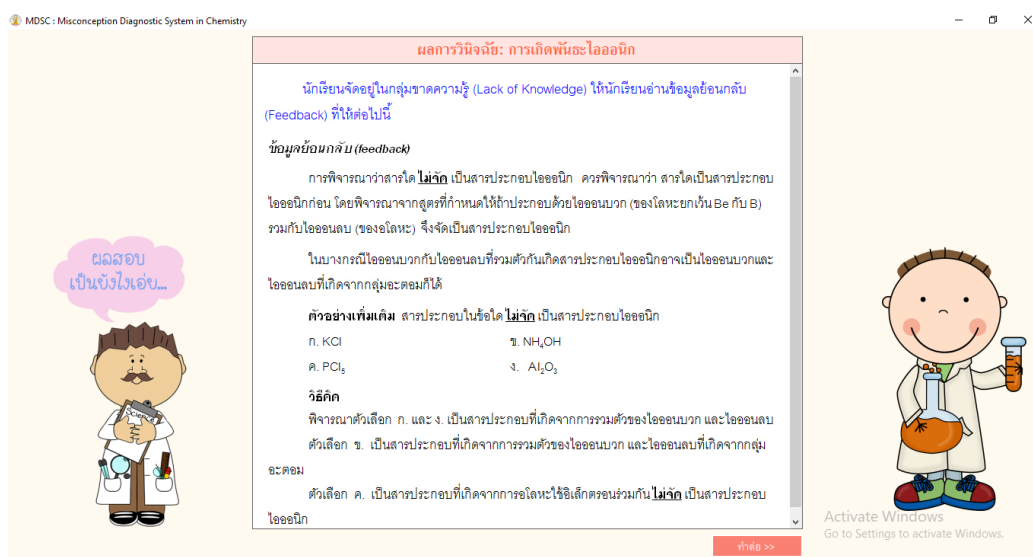 MDSC : Misconception Diagnostic System in Chemistry
ผลการวินิจฉัย: การเกิดพันธะไอออนิก
นักเรียนจัดอยู่ในกลุ่มขาดความรู้ (Lack of Knowledge) ให้นักเรียนอ่านข้อมูลย้อนกลับ
(Feedback) ที่ให้ต่อไปนี้
ข้อมูลย้อนกลับ (feedback)
การพิจารณาว่าสารใด ไม่จัด เป็นสารประกอบไอออนิก ควรพิจารณาว่า สารใดเป็นสารประกอบ
ไอออนิกก่อน โดยพิจารณาจากสูตรที่กำหนดให้ถ้าประกอบด้วยไอออนบวก (ของโลหะยกเว้น Be กับ B)
รวมกับไอออนลบ (ของอโลหะ) จึงจัดเป็นสารประกอบไอออนิก
ในบางกรณีไอออนบวกกับไอออนลบที่รวมตัวกันเกิดสารประกอบไอออนิกอาจเป็นไอออนบวกและ
ไอออนลบที่เกิดจากกลุ่มอะตอมก็ได้
ตัวอย่างเพิ่มเติม สารประกอบในข้อใด ไม่จัด เป็นสารประกอบไอออนิก
ก. KCl ข. NH₄OH
ค. PCl₅ ง. Al₂O₃
วิธีคิด
พิจารณาตัวเลือก ก. และ ง. เป็นสารประกอบที่เกิดจากการรวมตัวของไอออนบวก และไอออนลบ
ตัวเลือก ข. เป็นสารประกอบที่เกิดจากการรวมตัวของไอออนบวก และไอออนลบที่เกิดจากกลุ่ม
อะตอม
ตัวเลือก ค. เป็นสารประกอบที่เกิดจากการอโลหะใช้อิเล็กตรอนร่วมกัน ไม่จัด เป็นสารประกอบ
ไอออนิก
ผลสอบ
เป็นยังไงเอ่ย...
Science
Activate Windows
Go to Settings to activate Windows.
ทำต่อ >>